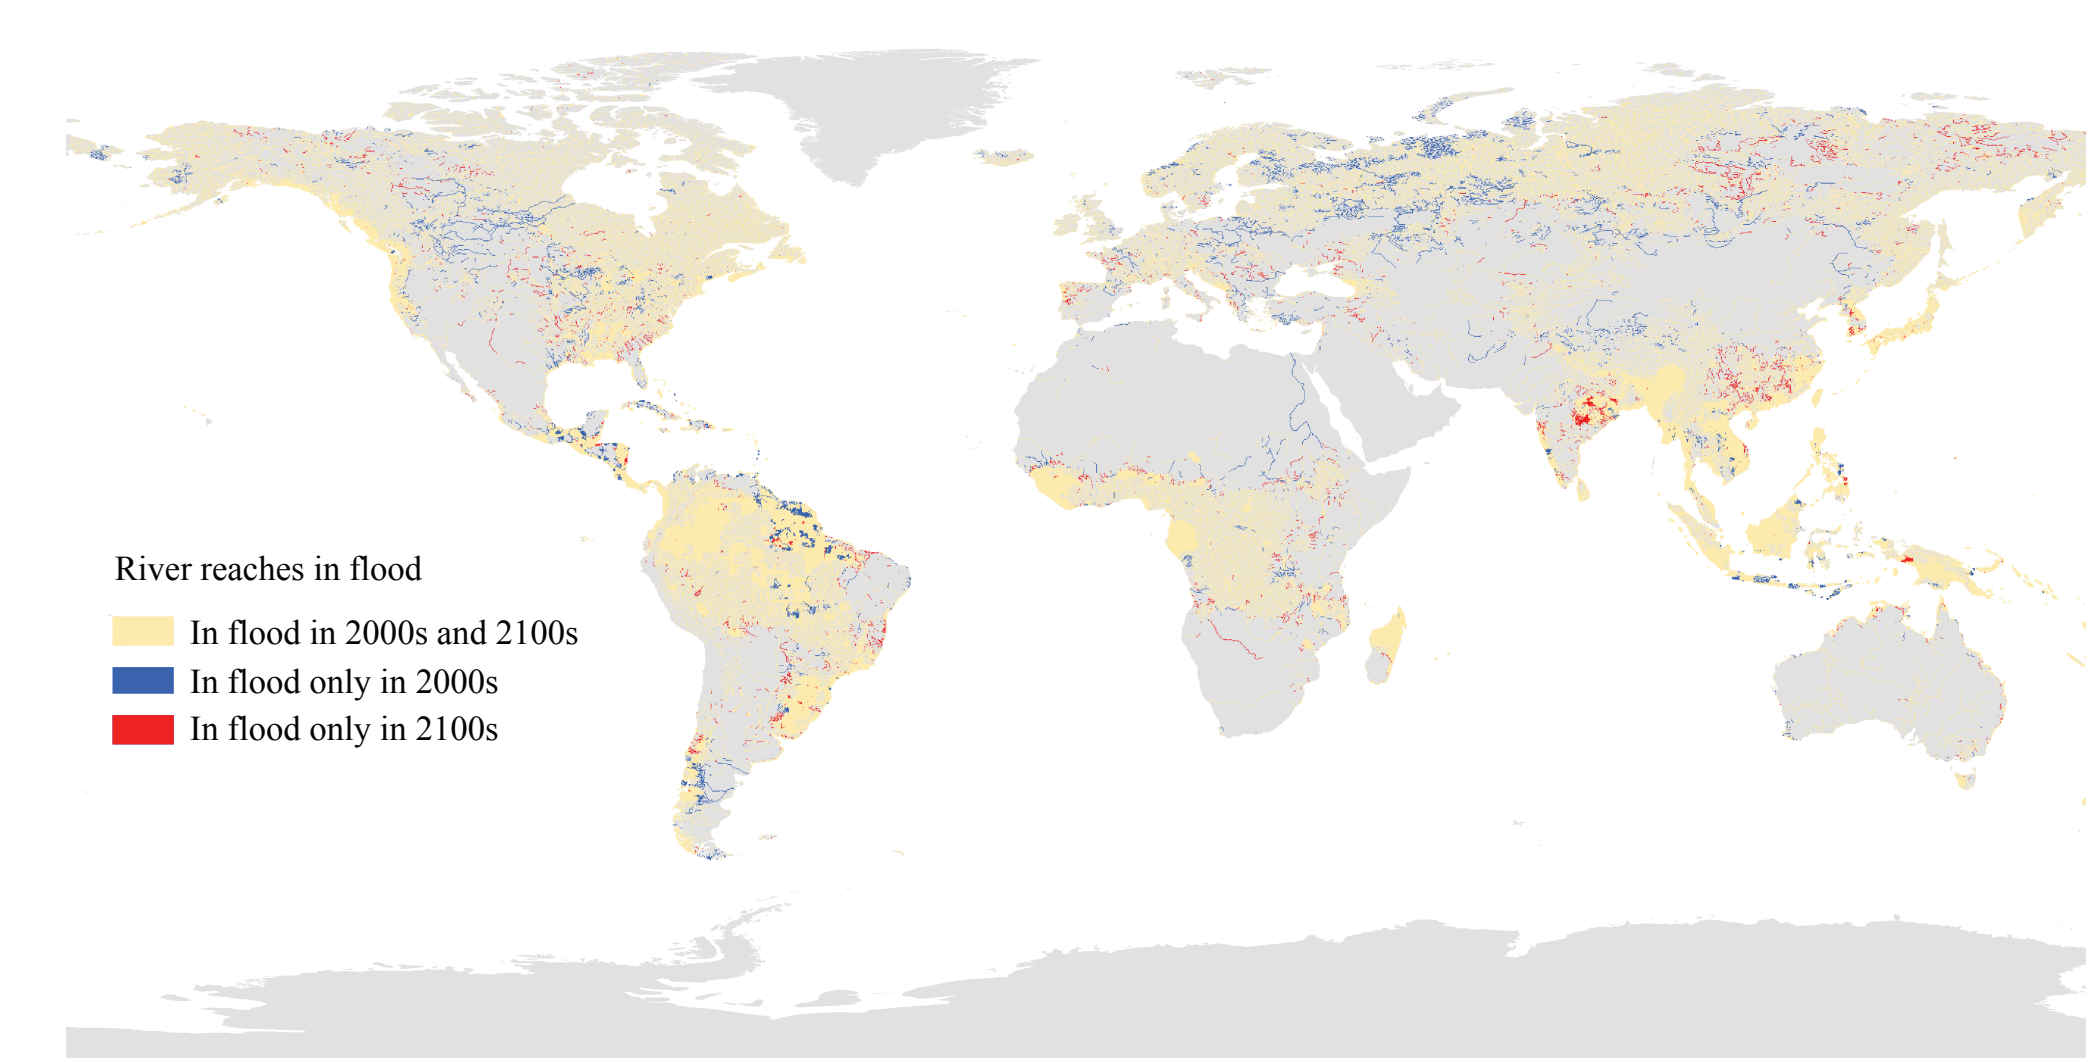 River reaches in flood
In flood in 2000s and 2100s
In flood only in 2000s
In flood only in 2100s